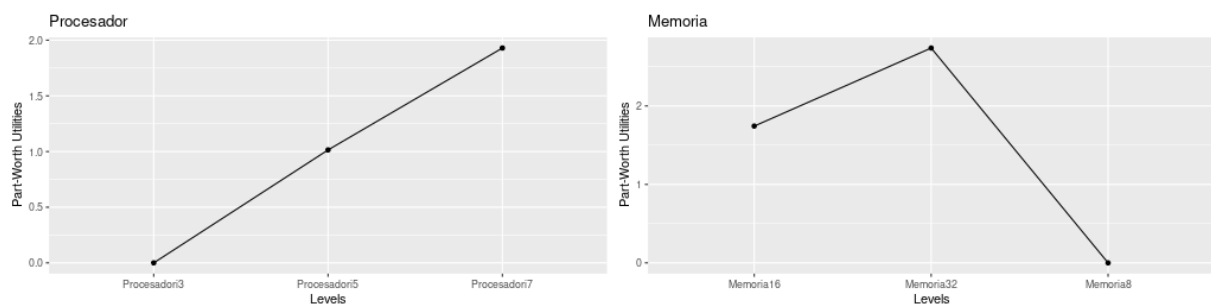 Procesador
Part-Worth Utilities
2.0
1.5
1.0
0.5
0.0
Procesadori3 Procesadori5 Procesadori7
Levels
Memoria
Part-Worth Utilities
2
1
0
Memoria16 Memoria32 Memoria8
Levels